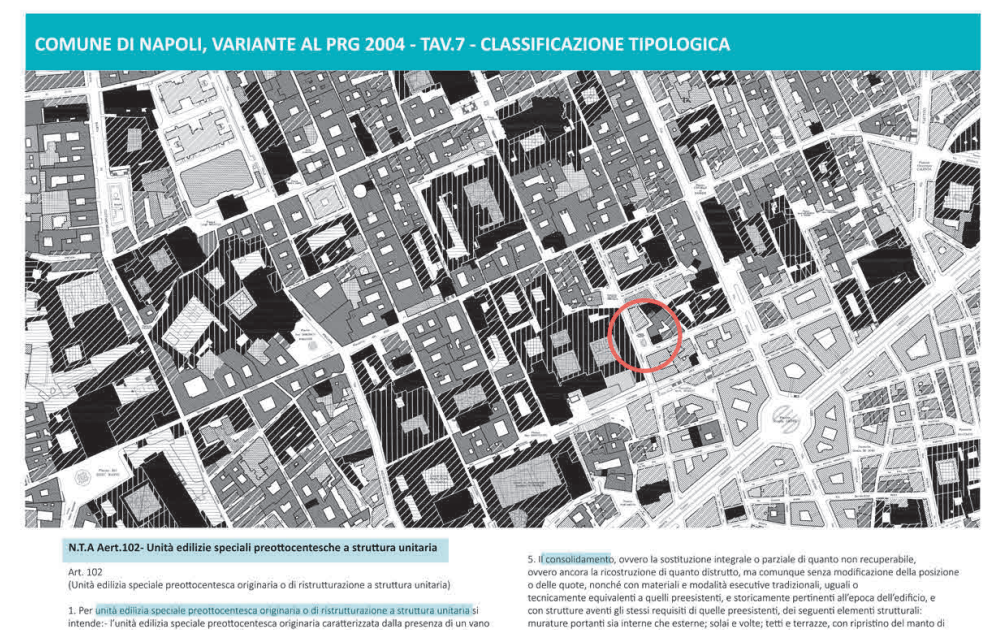 COMUNE DI NAPOLI, VARIANTE AL PRG 2004 - TAV.7 - CLASSIFICAZIONE TIPOLOGICA
N.T.A Aert.102- Unità edilizie speciali preottocentesche a struttura unitaria
Art. 102
(Unità edilizia speciale preottocentesca originaria o di ristrutturazione a struttura unitaria)
1. Per unità edilizia speciale preottocentesca originaria o di ristrutturazione a struttura unitaria si
intende:- l'unità edilizia speciale preottocentesca originaria caratterizzata dalla presenza di un vano
5. Il consolidamento, ovvero la sostituzione integrale o parziale di quanto non recuperabile,
ovvero ancora la ricostruzione di quanto distrutto, ma comunque senza modificazione della posizione
o delle quote, nonché con materiali e modalità esecutive tradizionali, uguali o
tecnicamente equivalenti a quelli preesistenti, e storicamente pertinenti all'epoca dell'edificio, e
con strutture aventi gli stessi requisiti di quelle preesistenti, dei seguenti elementi strutturali:
murature portanti sia interne che esterne; solai e volte; tetti e terrazze, con ripristino del manto di